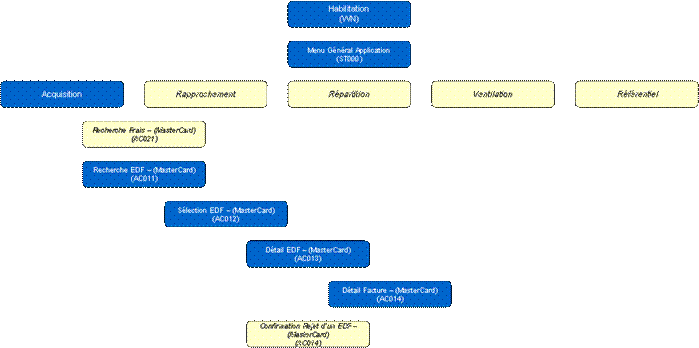 Habilitation
(WN)
Menu Général Application
(ST000)
Acquisition
Rapprochement
Répartition
Ventilation
Référentiel
Recherche Frais – (MasterCard)
(AC021)
Recherche EDF – (MasterCard)
(AC011)
Sélection EDF – (MasterCard)
(AC012)
Détail EDF – (MasterCard)
(AC013)
Détail Facture – (MasterCard)
(AC014)
Confirmation Rejet d'un EDF –
(MasterCard)
(AC014)